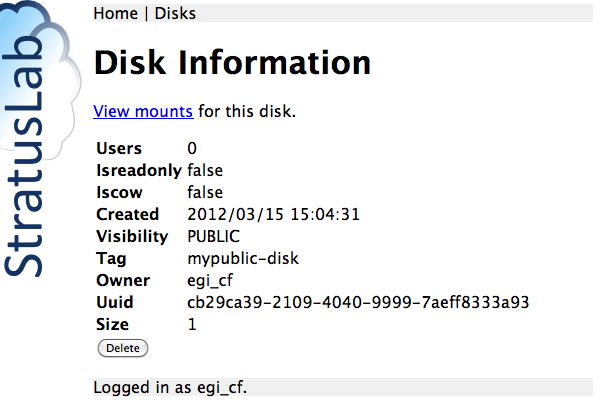 StratusLab
Home | Disks
Disk Information
View mounts for this disk.
Users 0
Isreadonly false
Iscow false
Created 2012/03/15 15:04:31
Visibility PUBLIC
Tag mypublic-disk
Owner egi_cf
Uuid cb29ca39-2109-4040-9999-7aeff8333a93
Size 1
Delete
Logged in as egi_cf.